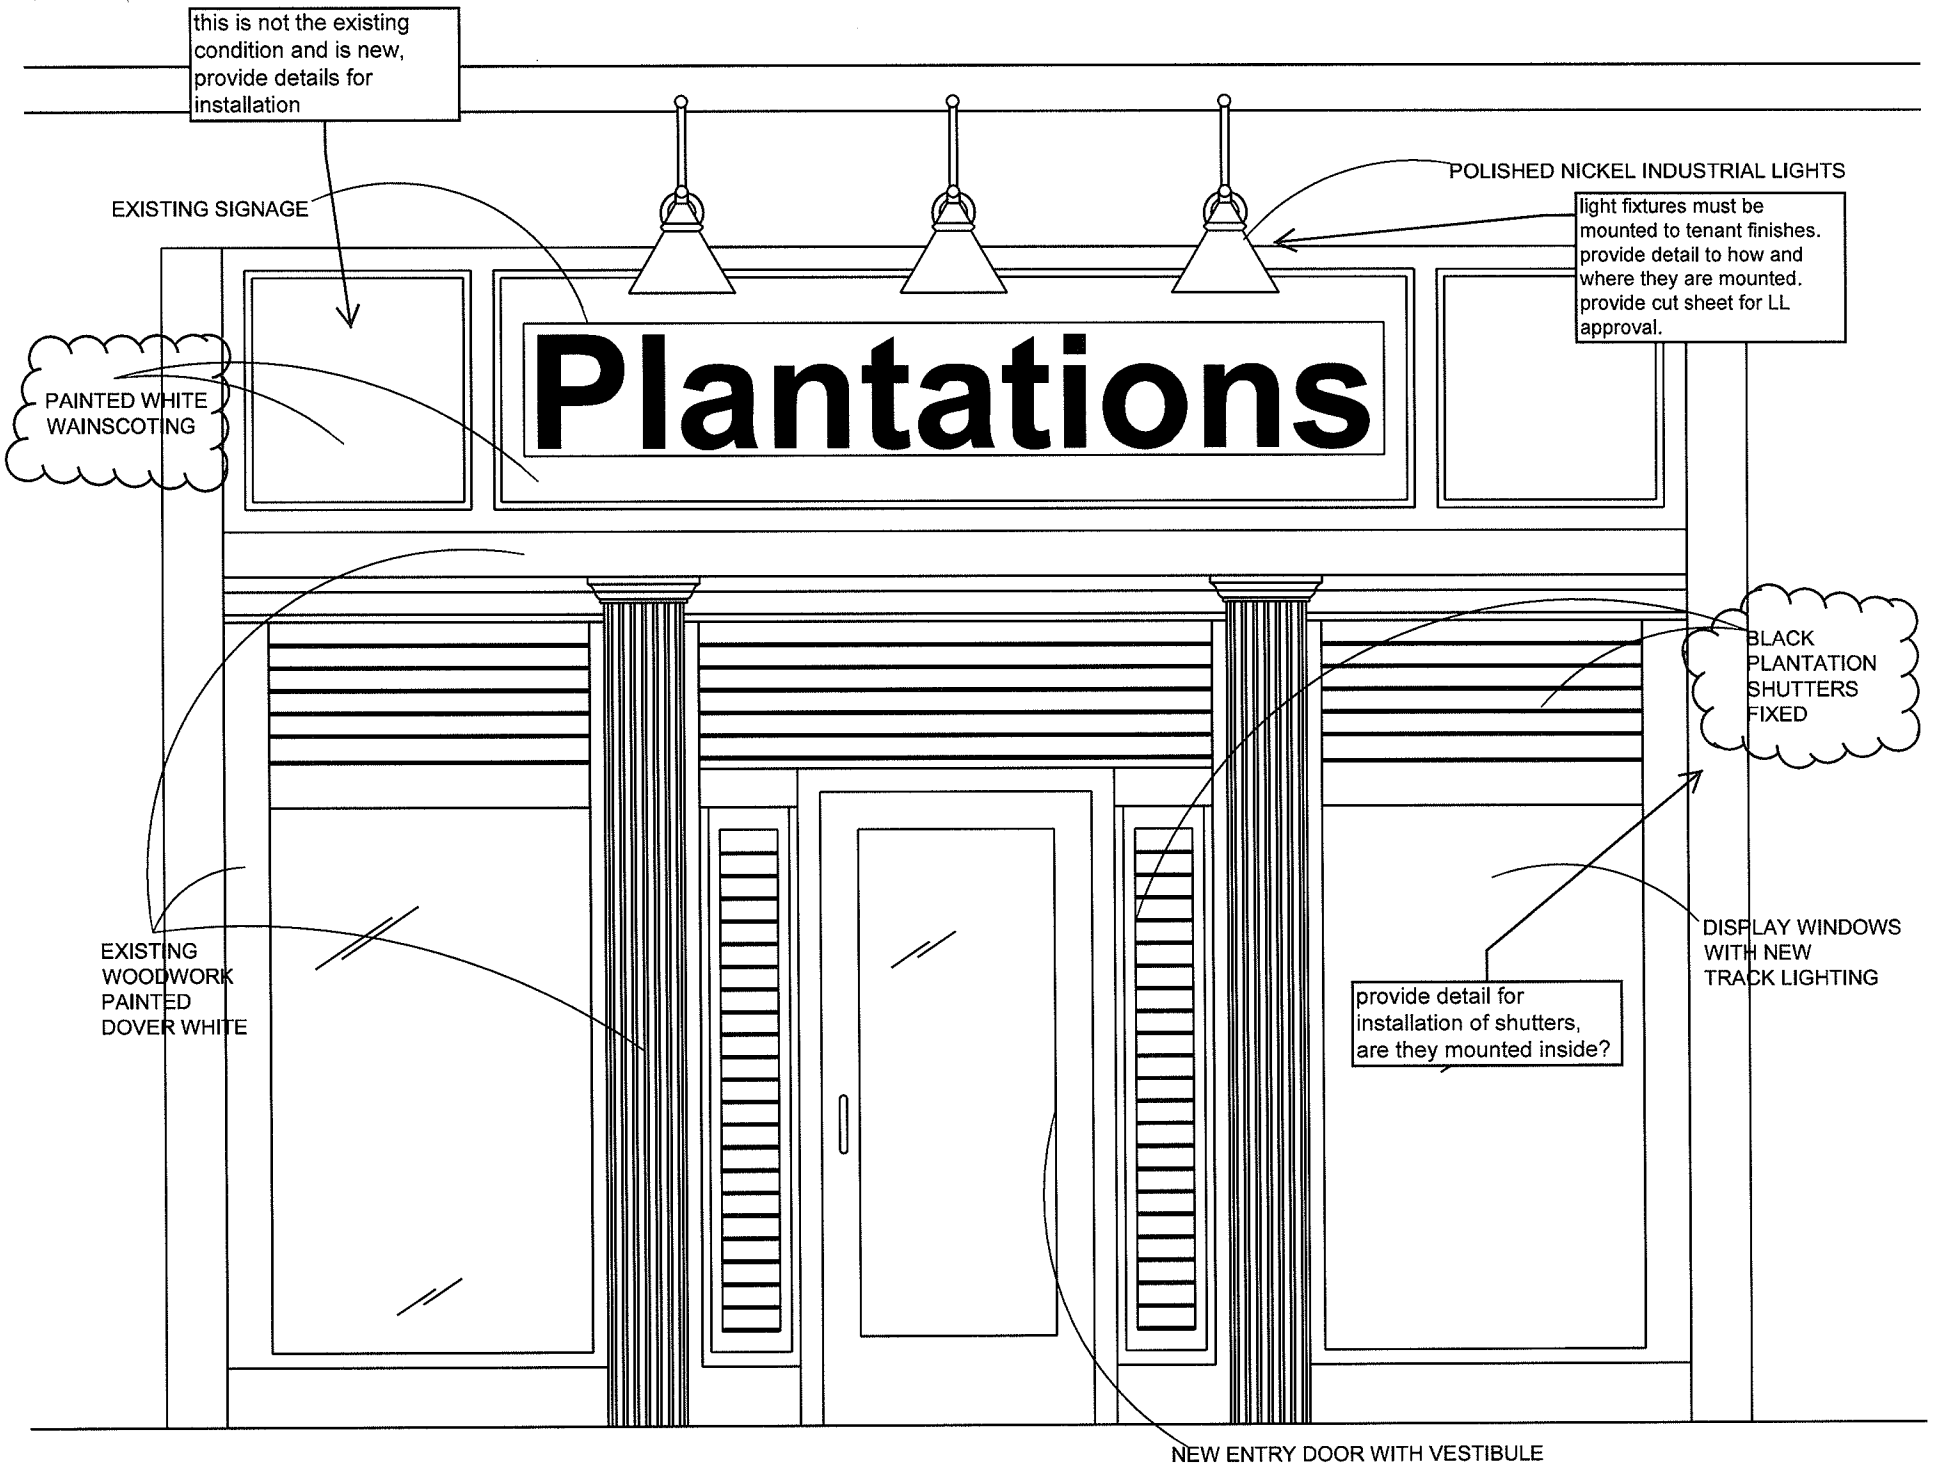 this is not the existing
condition and is new,
provide details for
installation
POLISHED NICKEL INDUSTRIAL LIGHTS
EXISTING SIGNAGE
light fixtures must be
mounted to tenant finishes.
provide detail to how and
where they are mounted.
provide cut sheet for LL
approval.
Plantations
PAINTED WHITE
WAINSCOTING
BLACK
PLANTATION
SHUTTERS
FIXED
EXISTING
WOODWORK
PAINTED
DOVER WHITE
DISPLAY WINDOWS
WITH NEW
TRACK LIGHTING
provide detail for
installation of shutters,
are they mounted inside?
NEW ENTRY DOOR WITH VESTIBULE